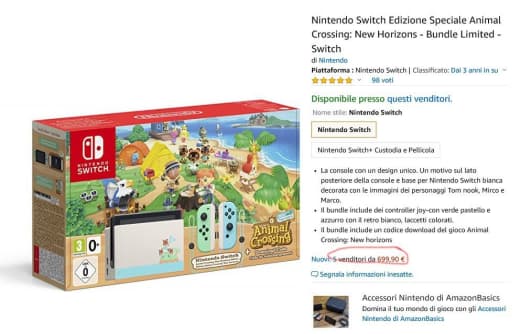 Nintendo Switch Edizione Speciale Animal
Crossing: New Horizons - Bundle Limited -
Switch
di Nintendo
Piattaforma : Nintendo Switch | Classificato: Da 3 anni in su
98 voti
Disponibile presso questi venditori.
Nome stile: Nintendo Switch
Nintendo Switch
Nintendo Switch+ Custodia e Pellicola
La console con un design unico. Un motivo sul lato
posteriore della console e base per Nintendo Switch bianca
decorata con le immagini dei personaggi Tom nook, Mirco e
Marco.
Il bundle include dei controller joy-con verde pastello e
azzurro con il retro bianco, laccetti colorati.
Il bundle include un codice download del gioco Animal
Crossing: New horizons
Nuovi: 5 venditori da 699,90 €
Segnala informazioni inesatte.
Accessori Nintendo di AmazonBasics
Domina il tuo mondo di gioco con gli Accessori
Nintendo di AmazonBasics
NINTENDO
SWITCH
Nintendo Switch
Animal
Crossing
NEW HORIZONS
3
0+